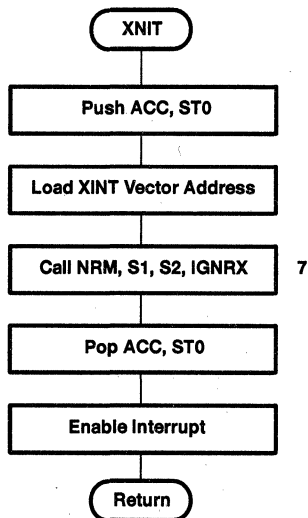 XNIT
Push ACC, ST0
Load XINT Vector Address
Call NRM, S1, S2, IGNRX 7
Pop ACC, ST0
Enable Interrupt
Return